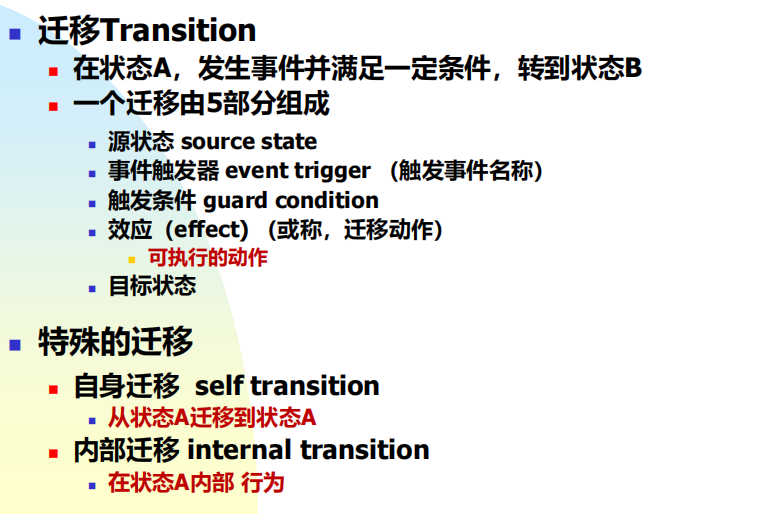 迁移Transition
在状态A，发生事件并满足一定条件，转到状态B
一个迁移由5部分组成
源状态 source state
事件触发器 event trigger （触发事件名称）
触发条件 guard condition
效应（effect）（或称，迁移动作）
可执行的动作
目标状态
特殊的迁移
自身迁移 self transition
从状态A迁移到状态A
内部迁移 internal transition
在状态A内部 行为